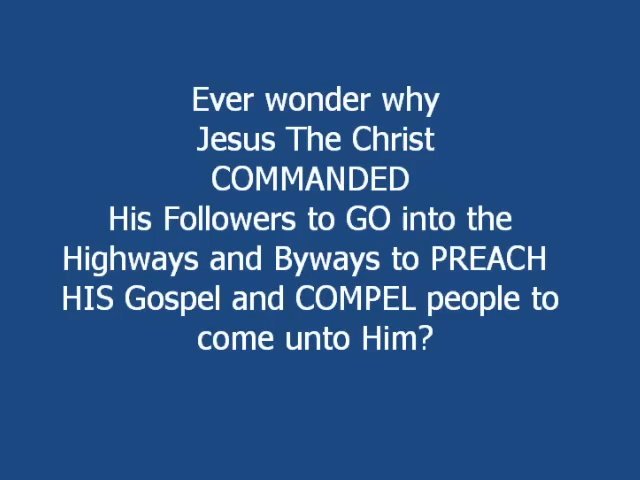 Ever wonder why
Jesus The Christ
COMMANDED
His Followers to GO into the
Highways and Byways to PREACH
HIS Gospel and COMPEL people to
come unto Him?